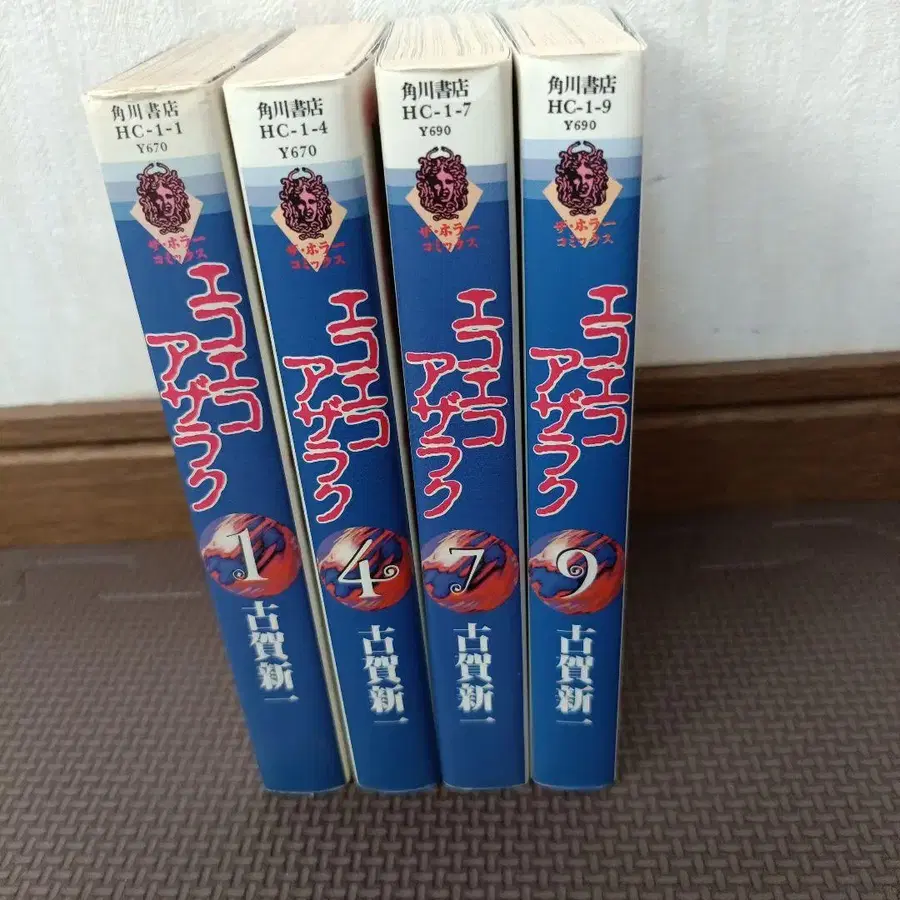 角川書店
HC-1-1
Y670
ザ・ホラー
コミックス
エコエコ
アザラク
1
古賀新一
角川書店
HC-1-4
Y670
ザ・ホラー
コミックス
エコエコ
アザラク
4
古賀新一
角川書店
HC-1-7
Y690
ザ・ホラー
コミックス
エコエコ
アザラク
7
古賀新一
角川書店
HC-1-9
Y690
ザ・ホラー
コミックス
エコエコ
アザラク
9
古賀新一